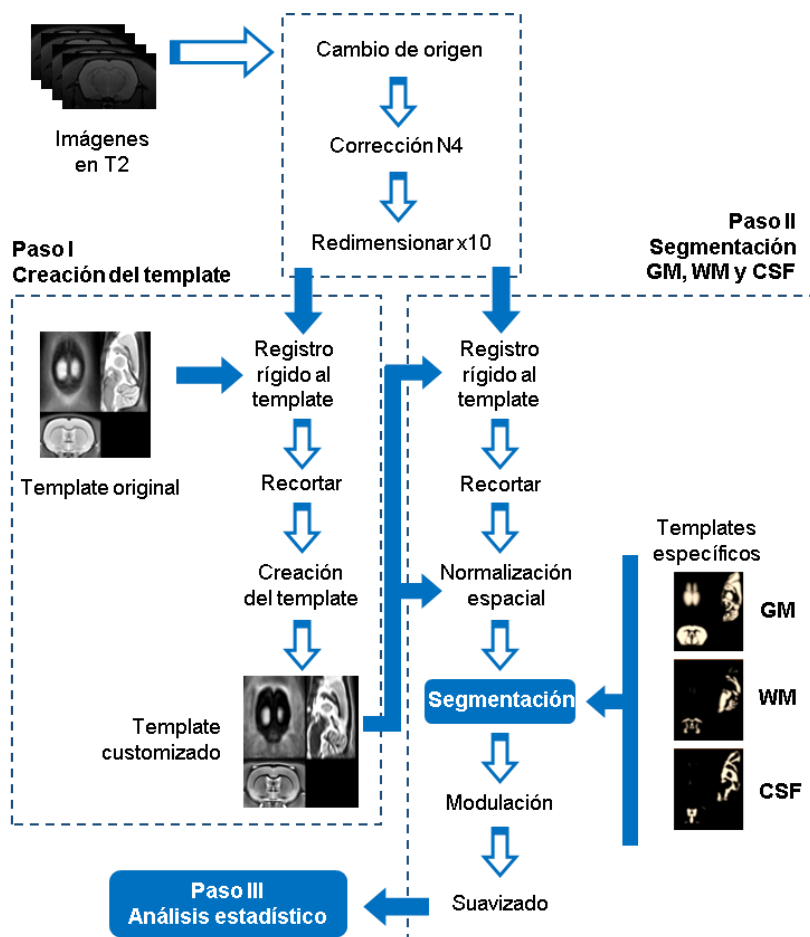 Imágenes
en T2
Cambio de origen
Corrección N4
Redimensionar x10
Paso I
Creación del template
Paso II
Segmentación
GM, WM y CSF
Template original
Registro
rígido al
template
Recortar
Creación
del template
Template
customizado
Registro
rígido al
template
Recortar
Normalización
espacial
Segmentación
Modulación
Suavizado
Templates
específicos
GM
WM
CSF
Paso III
Análisis estadístico